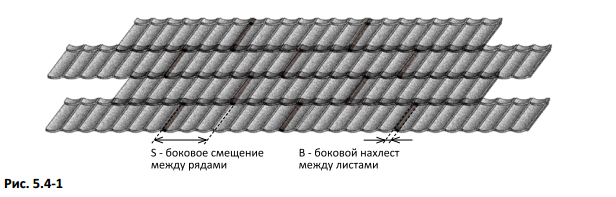 S - боковое смещение
между рядами
B - боковой нахлест
между листами
Рис. 5.4-1